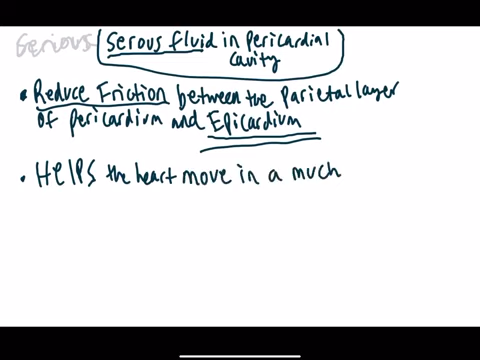 Serious Serous fluid in Pericardial
Cavity
• Reduce Friction between the Parietal layer
of pericardium and Epicardium
• Helps the heart move in a much